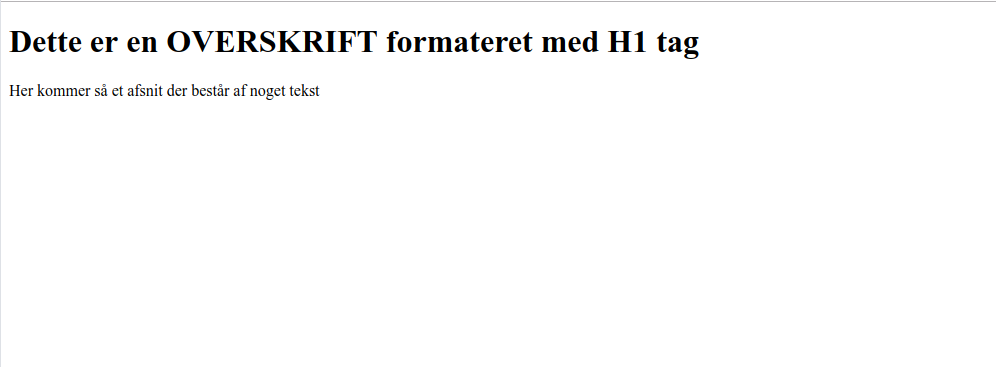 Dette er en OVERSKRIFT formateret med H1 tag
Her kommer så et afsnit der består af noget tekst